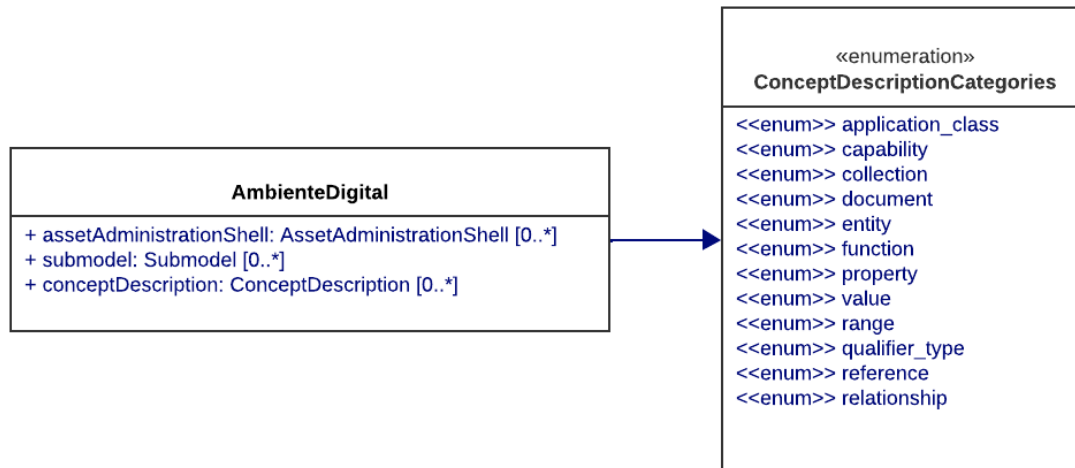 AmbienteDigital
+ assetAdministrationShell: AssetAdministrationShell [0..*]
+ submodel: Submodel [0..*]
+ conceptDescription: ConceptDescription [0..*]
«enumeration»
ConceptDescriptionCategories
<<enum>> application_class
<<enum>> capability
<<enum>> collection
<<enum>> document
<<enum>> entity
<<enum>> function
<<enum>> property
<<enum>> value
<<enum>> range
<<enum>> qualifier_type
<<enum>> reference
<<enum>> relationship